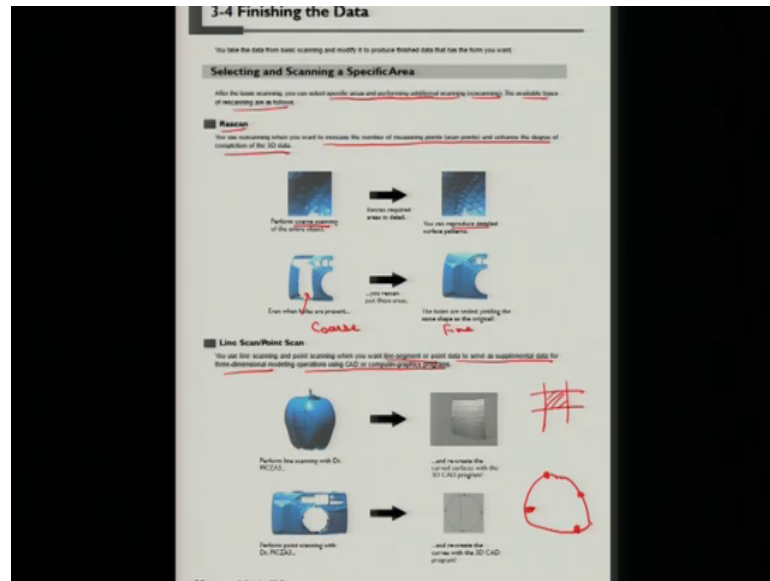 3-4 Finishing the Data
You take the data from basic scanning and modify it to produce finished data that has the form you want.
Selecting and Scanning a Specific Area
After the basic scanning, you can select specific areas and performing additional scanning (rescanning). The available types
of rescanning are as follows.
Rescan
You use rescanning when you want to increase the number of measuring points (scan points) and enhance the degree of
completion of the 3D data.
Perform coarse scanning
of the entire object.
Rescan required
areas in detail.
You can reproduce detailed
surface patterns.
Even when holes are present...
...you rescan
just these areas.
The holes are sealed, yielding the
same shape as the original!
Coarse
Fine
Line Scan/Point Scan
You use line scanning and point scanning when you want line-segment or point data to serve as supplemental data for
three-dimensional modeling operations using CAD or computer-graphics programs.
Perform line scanning with Dr.
PICZA3...
...and re-create the
curved surfaces with the
3D CAD program!
Perform point scanning with
Dr. PICZA3...
...and re-create the
curves with the 3D CAD
program!